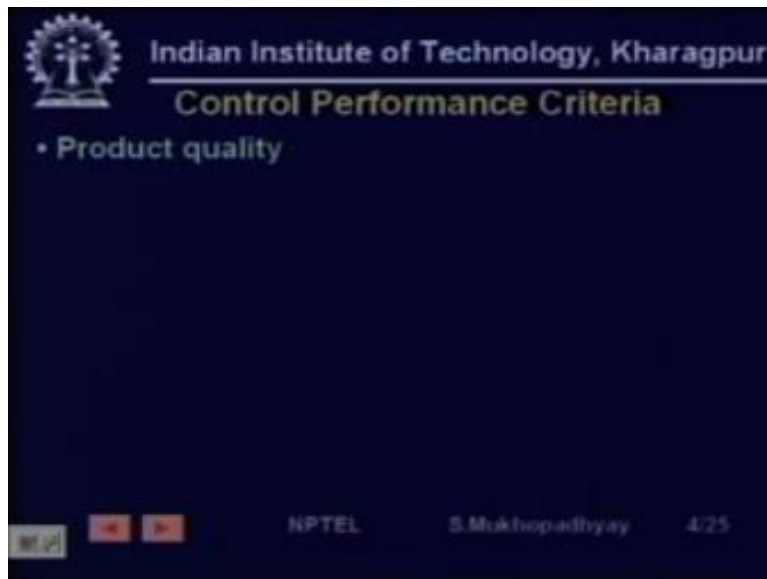 Indian Institute of Technology, Kharagpur
Control Performance Criteria
• Product quality
NPTEL S.Mukhopadhyay 4/25